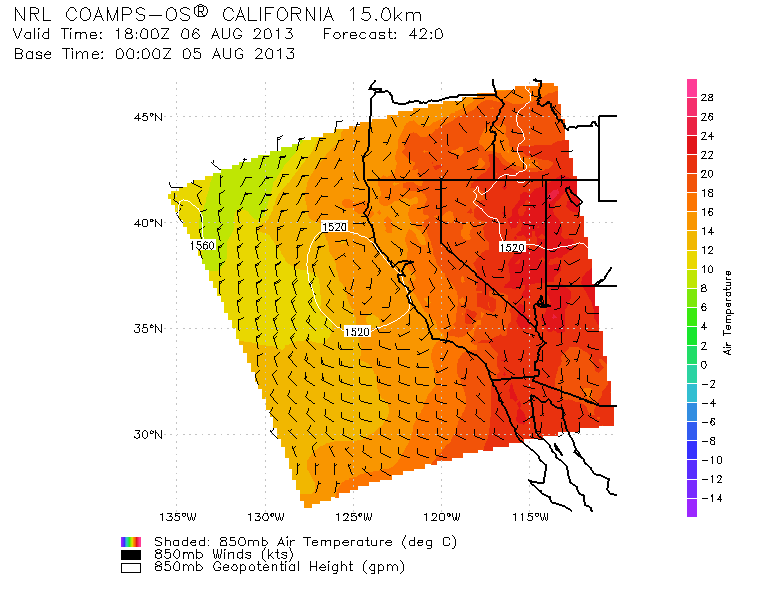 NRL COAMPS-OS® CALIFORNIA 15.0km
Valid Time: 18:00Z 06 AUG 2013 Forecast: 42:0
Base Time: 00:00Z 05 AUG 2013
45°N
40°N
35°N
30°N
135°W 130°W 125°W 120°W 115°W
1560
1520
1520
1520
28
26
24
22
20
18
16
14
12
10
8
6
4
2
0
-2
-4
-6
-8
-10
-12
-14
Air Temperature
Shaded: 850mb Air Temperature (deg C)
850mb Winds (kts)
850mb Geopotential Height (gpm)